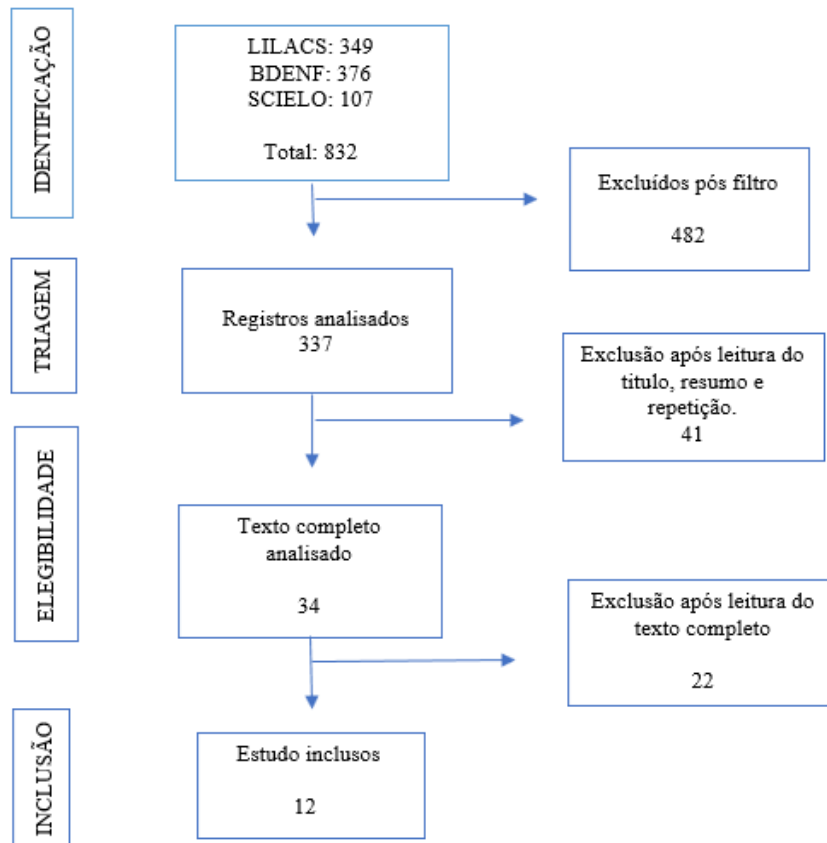 IDENTIFICAÇÃO
LILACS: 349
BDENF: 376
SCIELO: 107
Total: 832
Excluídos pós filtro
482
TRIAGEM
Registros analisados
337
Exclusão após leitura do
titulo, resumo e
repetição.
41
ELEGIBILIDADE
Texto completo
analisado
34
Exclusão após leitura do
texto completo
22
INCLUSÃO
Estudo inclusos
12